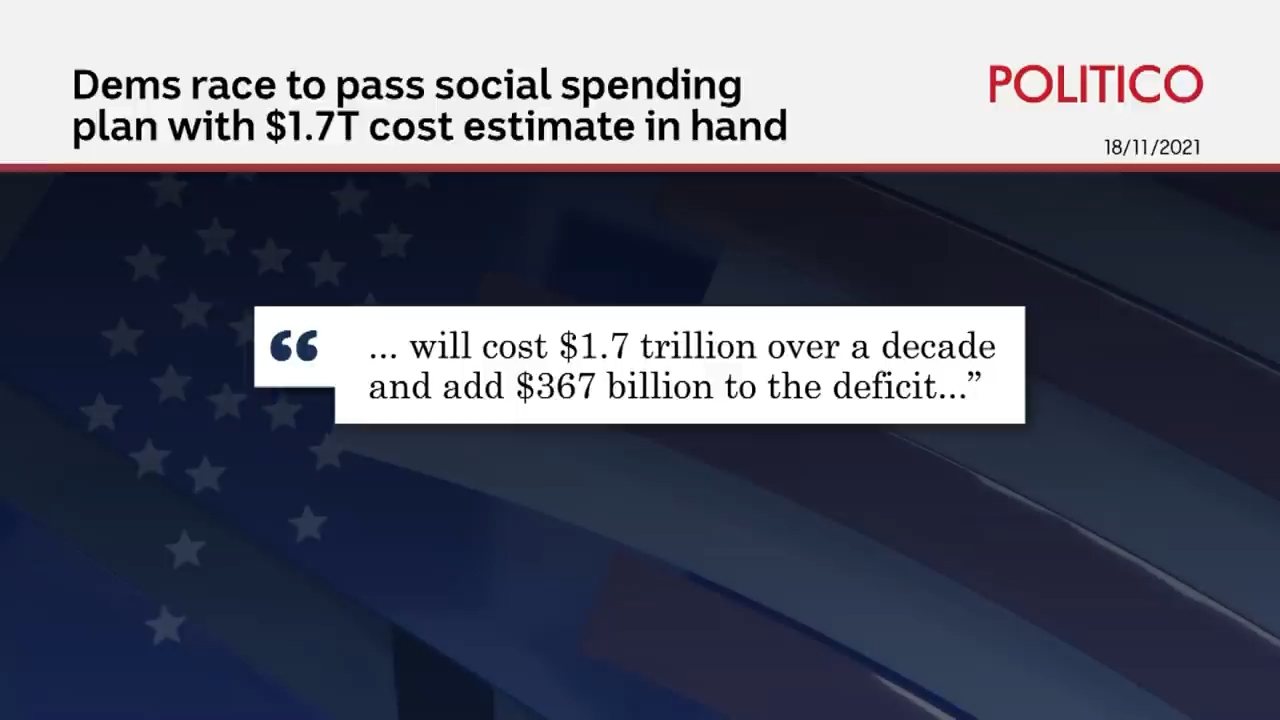 Dems race to pass social spending
plan with $1.7T cost estimate in hand
POLITICO
18/11/2021
“ ... will cost $1.7 trillion over a decade
and add $367 billion to the deficit...”